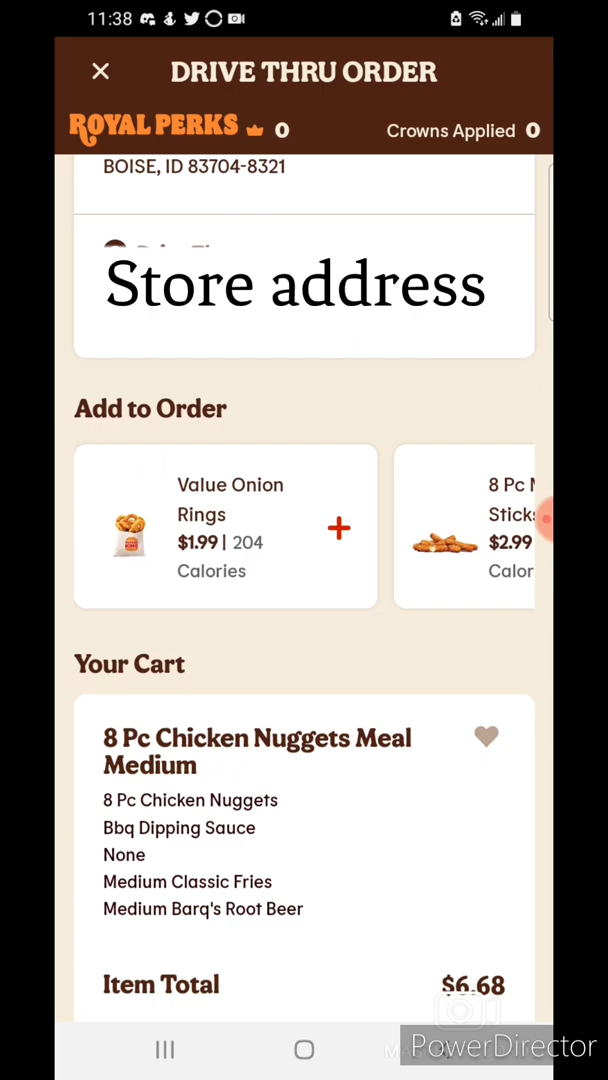 11:38
DRIVE THRU ORDER
ROYAL PERKS 0
Crowns Applied 0
BOISE, ID 83704-8321
Store address
Add to Order
Value Onion
Rings
$1.99 | 204
Calories
8 Pc
Stick
$2.99
Calor
Your Cart
8 Pc Chicken Nuggets Meal
Medium
8 Pc Chicken Nuggets
Bbq Dipping Sauce
None
Medium Classic Fries
Medium Barq's Root Beer
Item Total $6.68
PowerDirector